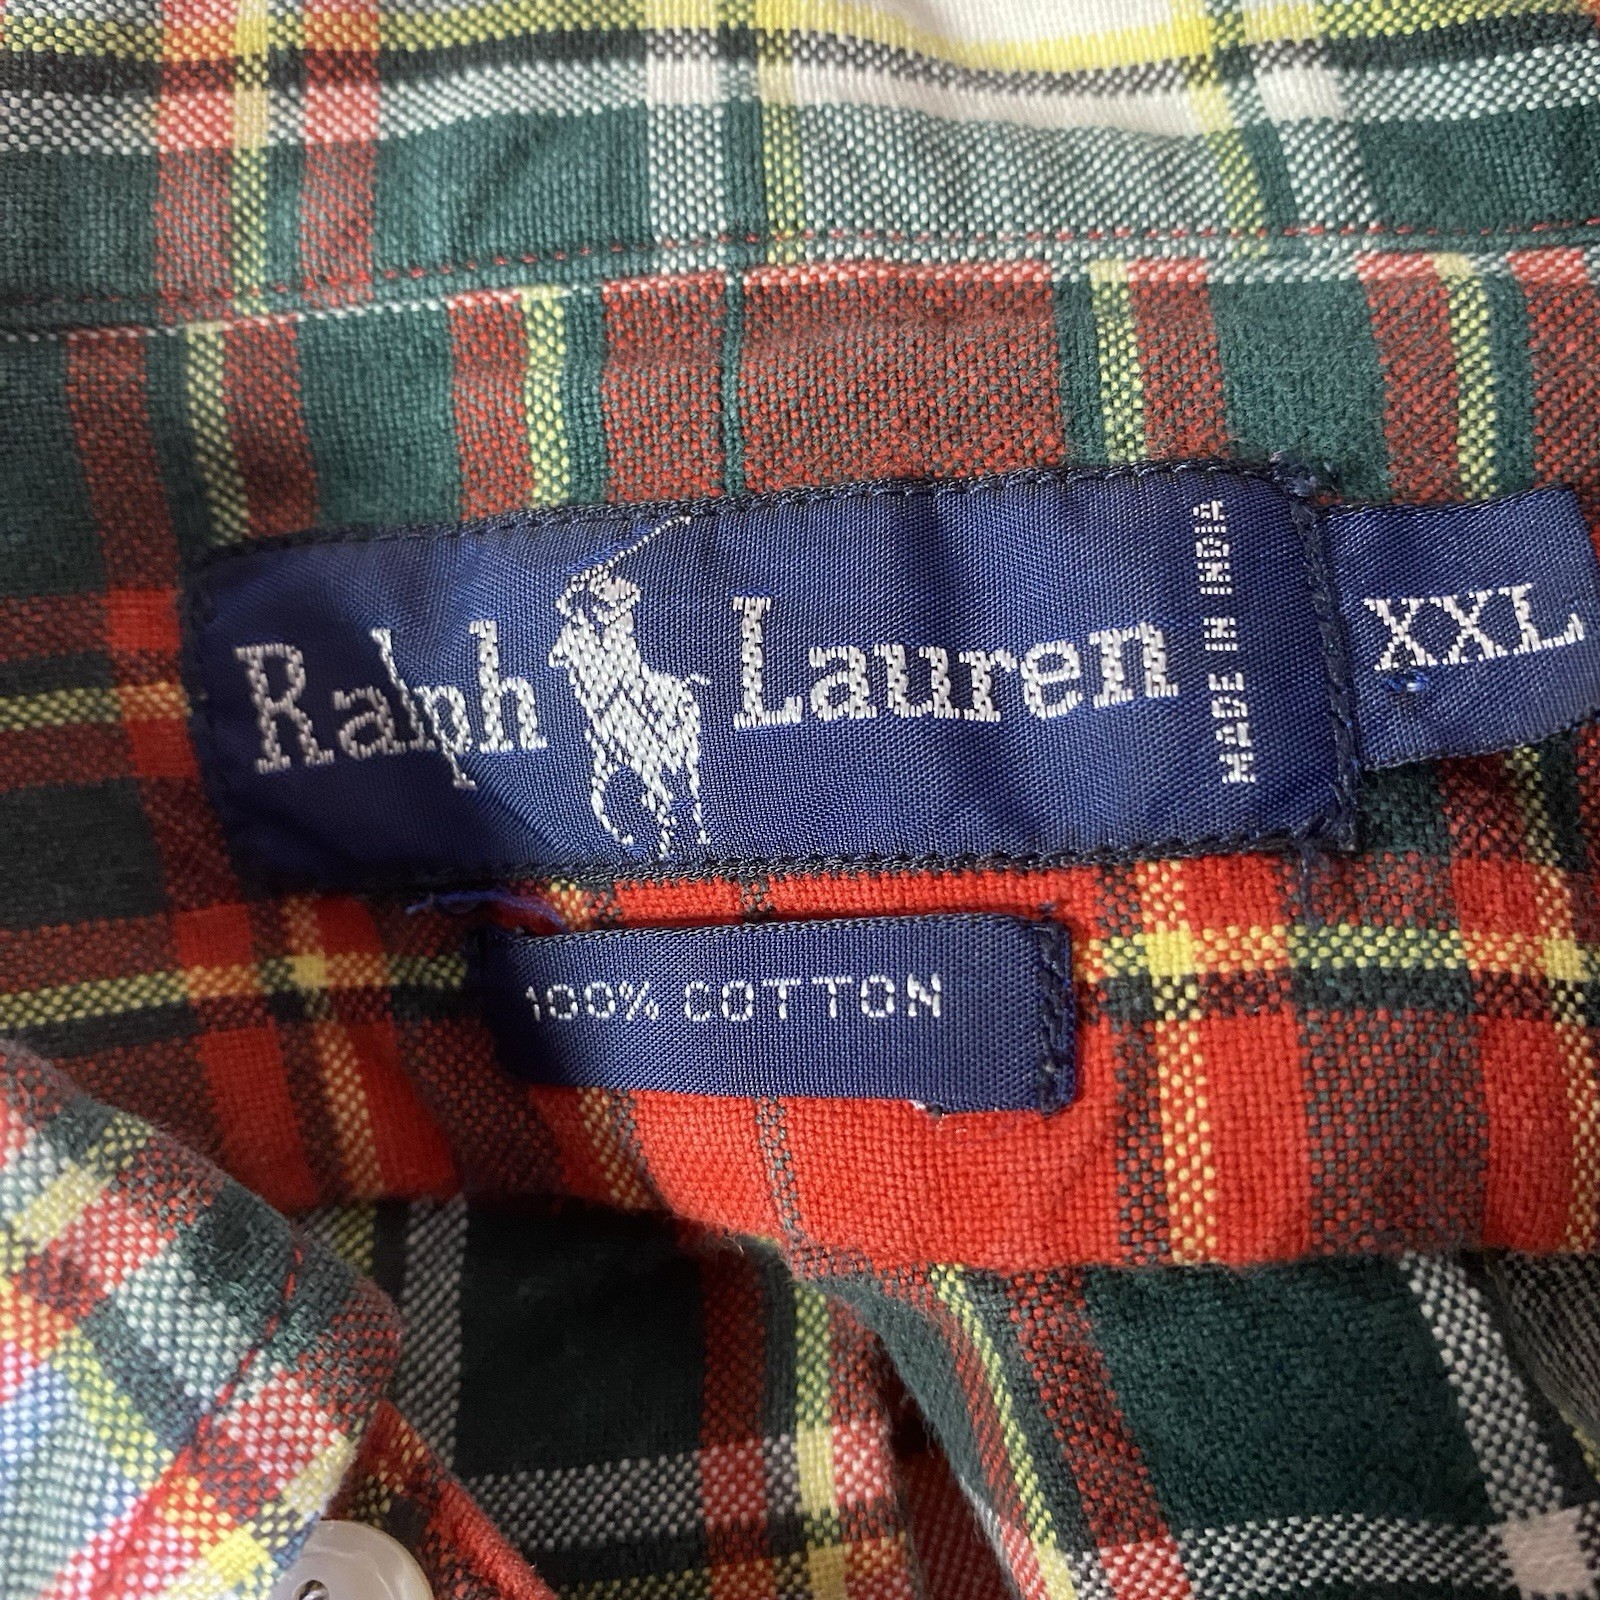 Ralph Lauren
MADE IN INDIA
XXL
100% COTTON